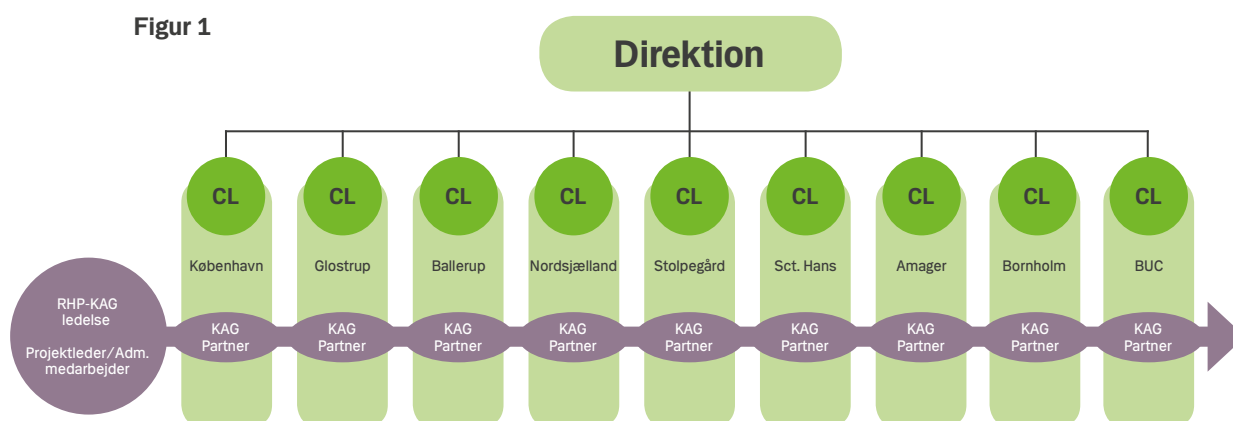 Figur 1
Direktion
CL CL CL CL CL CL CL CL CL
København Glostrup Ballerup Nordsjælland Stolpegård Sct. Hans Amager Bornholm BUC
RHP-KAG
ledelse
Projektleder/Adm.
medarbejder
KAG KAG KAG KAG KAG KAG KAG KAG KAG
Partner Partner Partner Partner Partner Partner Partner Partner Partner